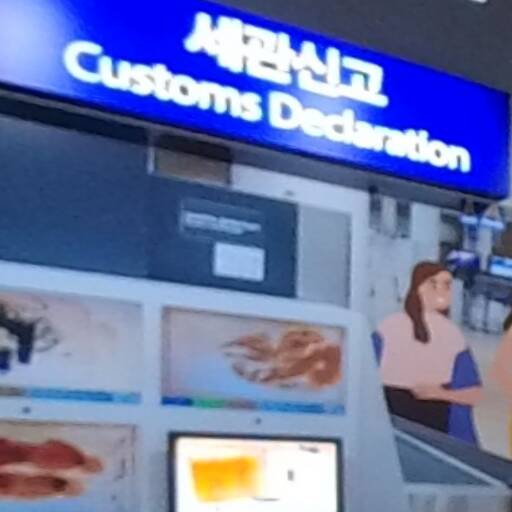 세관신고
Customs Declaration